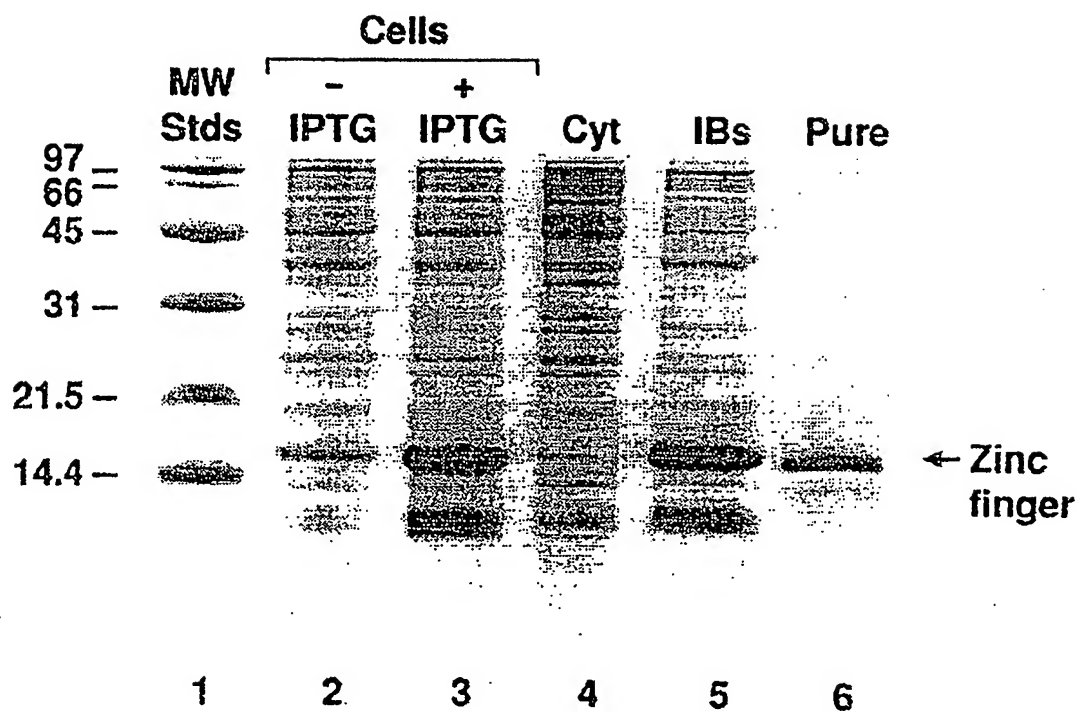 Cells
MW Stds
- IPTG
+ IPTG
Cyt
IBs
Pure
97 –
66 –
45 –
31 –
21.5 –
14.4 –
← Zinc finger
1 2 3 4 5 6